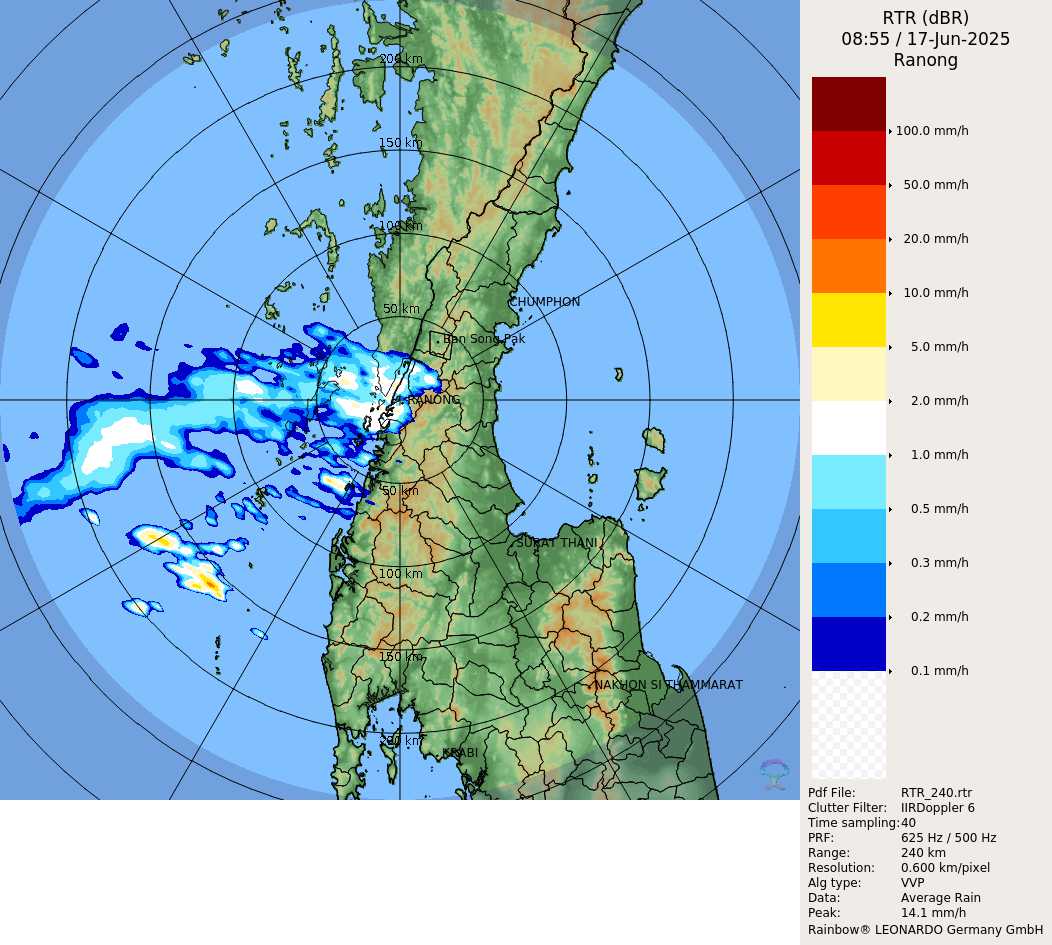 RTR (dBR)
08:55 / 17-Jun-2025
Ranong
100.0 mm/h
50.0 mm/h
20.0 mm/h
10.0 mm/h
5.0 mm/h
2.0 mm/h
1.0 mm/h
0.5 mm/h
0.3 mm/h
0.2 mm/h
0.1 mm/h
200 km
150 km
100 km
50 km
CHUMPHON
Ban Song Pak
RANONG
50 km
SURAT THANI
100 km
150 km
NAKHON SI THAMMARAT
200 km
KRABI
Pdf File: RTR_240.rtr
Clutter Filter: IIRDoppler 6
Time sampling:40
PRF: 625 Hz / 500 Hz
Range: 240 km
Resolution: 0.600 km/pixel
Alg type: VVP
Data: Average Rain
Peak: 14.1 mm/h
Rainbow® LEONARDO Germany GmbH